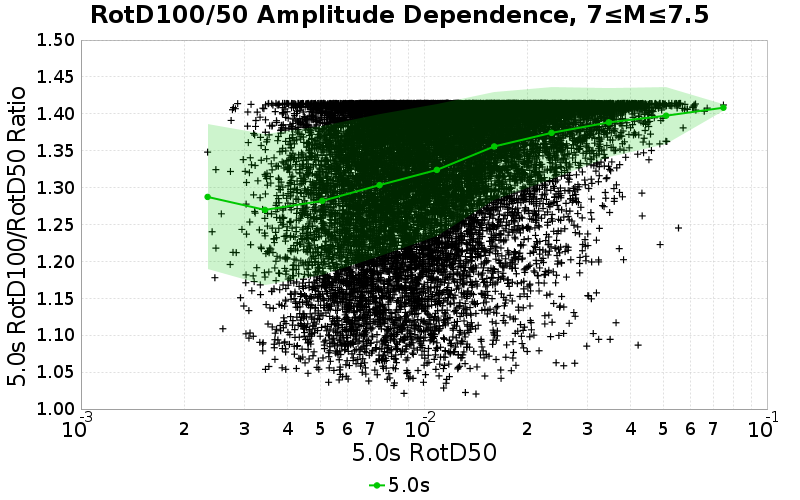 RotD100/50 Amplitude Dependence, 7≤M≤7.5
5.0s RotD100/RotD50 Ratio
1.50
1.45
1.40
1.35
1.30
1.25
1.20
1.15
1.10
1.05
1.00
10^-3 2 3 4 5 6 7 10^-2 2 3 4 5 6 7 10^-1
5.0s RotD50
5.0s